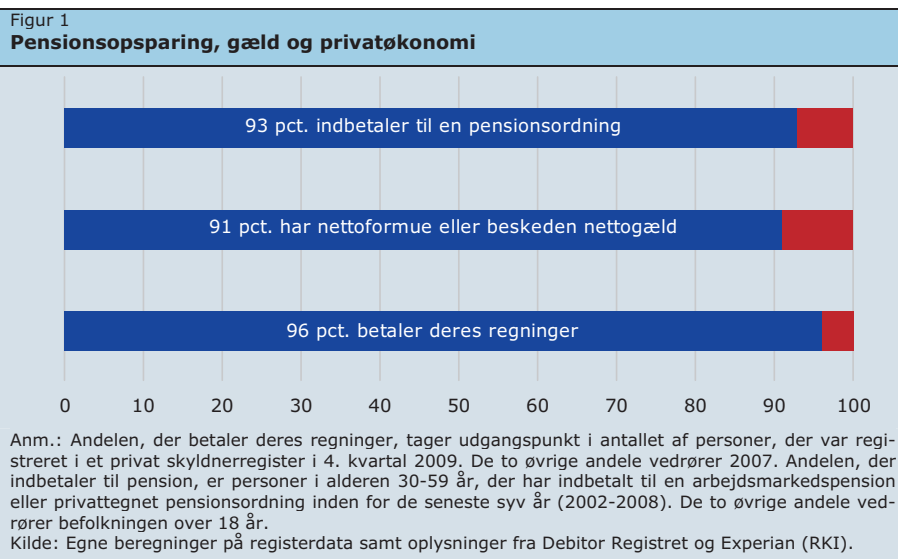 Figur 1
Pensionsopsparing, gæld og privatøkonomi
93 pct. indbetaler til en pensionsordning
91 pct. har nettoformue eller beskeden nettogæld
96 pct. betaler deres regninger
0 10 20 30 40 50 60 70 80 90 100
Anm.: Andelen, der betaler deres regninger, tager udgangspunkt i antallet af personer, der var regi-
streret i et privat skyldnerregister i 4. kvartal 2009. De to øvrige andele vedrører 2007. Andelen, der
indbetaler til pension, er personer i alderen 30-59 år, der har indbetalt til en arbejdsmarkedspension
eller privattegnet pensionsordning inden for de seneste syv år (2002-2008). De to øvrige andele ved-
rører befolkningen over 18 år.
Kilde: Egne beregninger på registerdata samt oplysninger fra Debitor Registret og Experian (RKI).